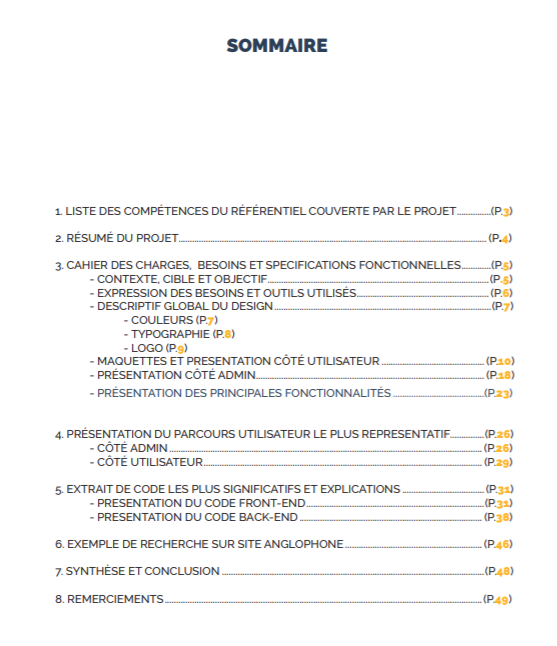 SOMMAIRE
1. LISTE DES COMPÉTENCES DU RÉFÉRENTIEL COUVERTE PAR LE PROJET...............(P.3)
2. RÉSUMÉ DU PROJET............................................................(P.4)
3. CAHIER DES CHARGES, BESOINS ET SPECIFICATIONS FONCTIONNELLES............(P.5)
- CONTEXTE, CIBLE ET OBJECTIF............................................................(P.5)
- EXPRESSION DES BESOINS ET OUTILS UTILISÉS........................................(P.6)
- DESCRIPTIF GLOBAL DU DESIGN............................................................(P.7)
- COULEURS (P.7)
- TYPOGRAPHIE (P.8)
- LOGO (P.9)
- MAQUETTES ET PRESENTATION CÔTÉ UTILISATEUR ................................(P.10)
- PRÉSENTATION CÔTÉ ADMIN............................................................(P.18)
- PRÉSENTATION DES PRINCIPALES FONCTIONNALITÉS ............................(P.23)
4. PRÉSENTATION DU PARCOURS UTILISATEUR LE PLUS REPRESENTATIF............(P.26)
- CÔTÉ ADMIN............................................................(P.26)
- CÔTÉ UTILISATEUR............................................................(P.29)
5. EXTRAIT DE CODE LES PLUS SIGNIFICATIFS ET EXPLICATIONS ........................(P.31)
- PRESENTATION DU CODE FRONT-END................................................(P.31)
- PRESENTATION DU CODE BACK-END ................................................(P.38)
6. EXEMPLE DE RECHERCHE SUR SITE ANGLOPHONE........................................(P.46)
7. SYNTHÈSE ET CONCLUSION ............................................................(P.48)
8. REMERCIEMENTS............................................................(P.49)